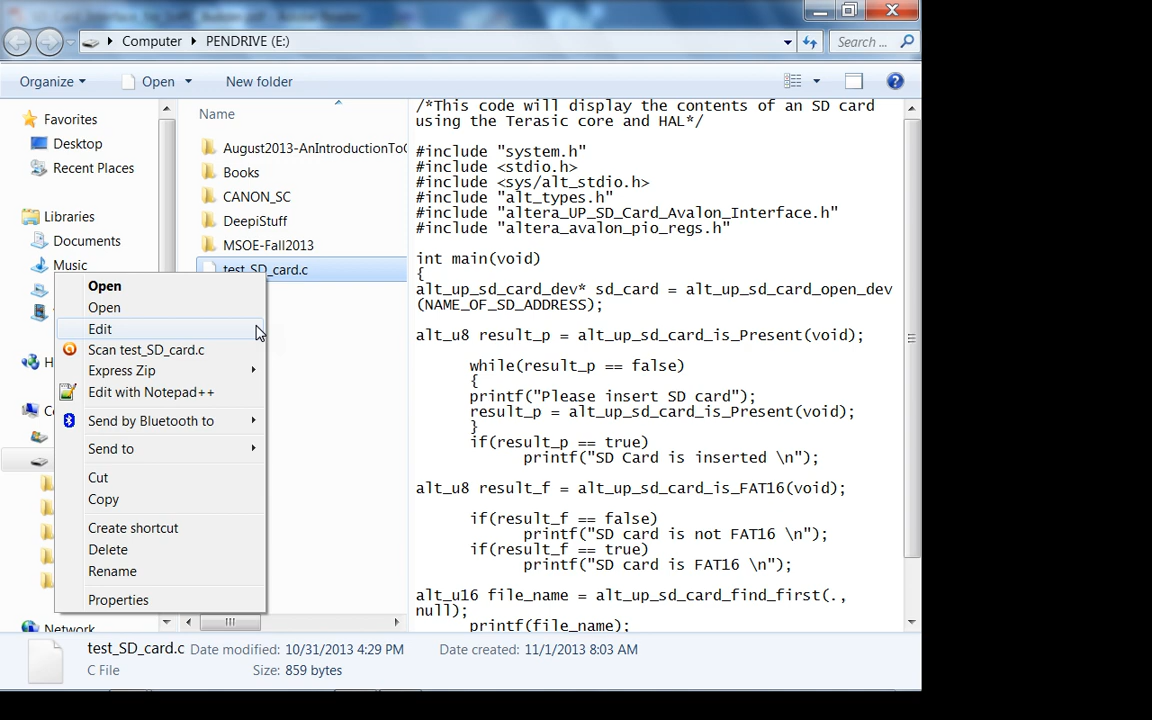 Computer
PENDRIVE (E:)
Search ...
Organize
Open
New folder
Favorites
Desktop
Recent Places
Libraries
Documents
Music
Network
Name
August2013-AnIntroductionToC
Books
CANON_SC
DeepiStuff
MSOE-Fall2013
test_SD_card.c
Open
Open
Edit
Scan test_SD_card.c
Express Zip
Edit with Notepad++
Send by Bluetooth to
Send to
Cut
Copy
Create shortcut
Delete
Rename
Properties
/*This code will display the contents of an SD card
using the Terasic core and HAL*/
#include "system.h"
#include <stdio.h>
#include <sys/alt_stdio.h>
#include "alt_types.h"
#include "altera_UP_SD_Card_Avalon_Interface.h"
#include "altera_avalon_pio_regs.h"
int main(void)
{
alt_up_sd_card_dev* sd_card = alt_up_sd_card_open_dev
(NAME_OF_SD_ADDRESS);
alt_u8 result_p = alt_up_sd_card_is_Present(void);
while(result_p == false)
{
printf("Please insert SD card");
result_p = alt_up_sd_card_is_Present(void);
}
if(result_p == true)
printf("SD Card is inserted \n");
alt_u8 result_f = alt_up_sd_card_is_FAT16(void);
if(result_f == false)
printf("SD card is not FAT16 \n");
if(result_f == true)
printf("SD card is FAT16 \n");
alt_u16 file_name = alt_up_sd_card_find_first(.,
null);
printf(file_name);
test_SD_card.c Date modified: 10/31/2013 4:29 PM Date created: 11/1/2013 8:03 AM
C File Size: 859 bytes